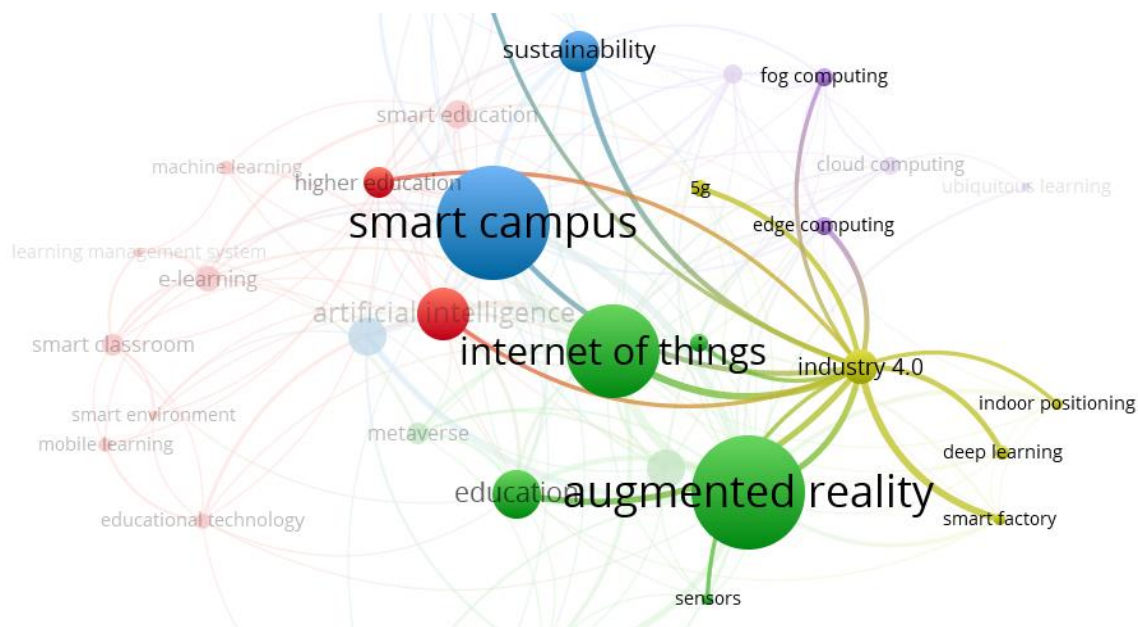 sustainability
fog computing
smart education
machine learning
cloud computing
higher education
5g
ubiquitous learning
smart campus
edge computing
learning management system
e-learning
artificial intelligence
smart classroom
internet of things
industry 4.0
indoor positioning
smart environment
metaverse
mobile learning
deep learning
education
augmented reality
educational technology
smart factory
sensors